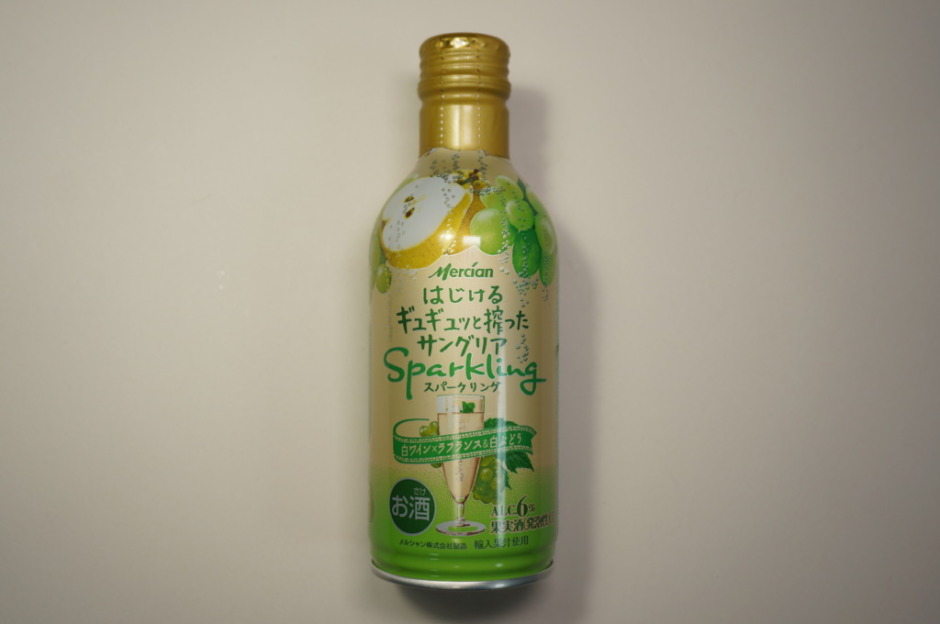 Mercian
はじける
ギュギュッと搾った
サングリア
Sparkling
スパークリング
白ワイン×ラフランス&白ぶどう
さけ
お酒
ALC.6%
果実酒(発泡性)
メルシャン株式会社製造 輸入果汁使用